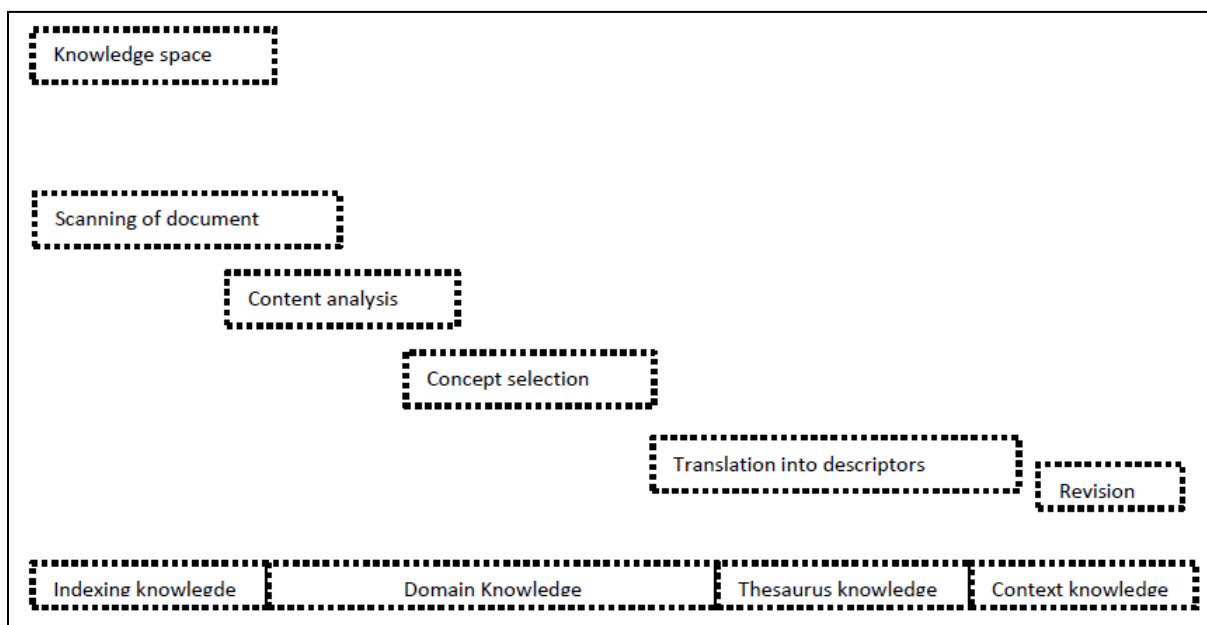 Knowledge space
Scanning of document
Content analysis
Concept selection
Translation into descriptors
Revision
Indexing knowlegde
Domain Knowledge
Thesaurus knowledge
Context knowledge